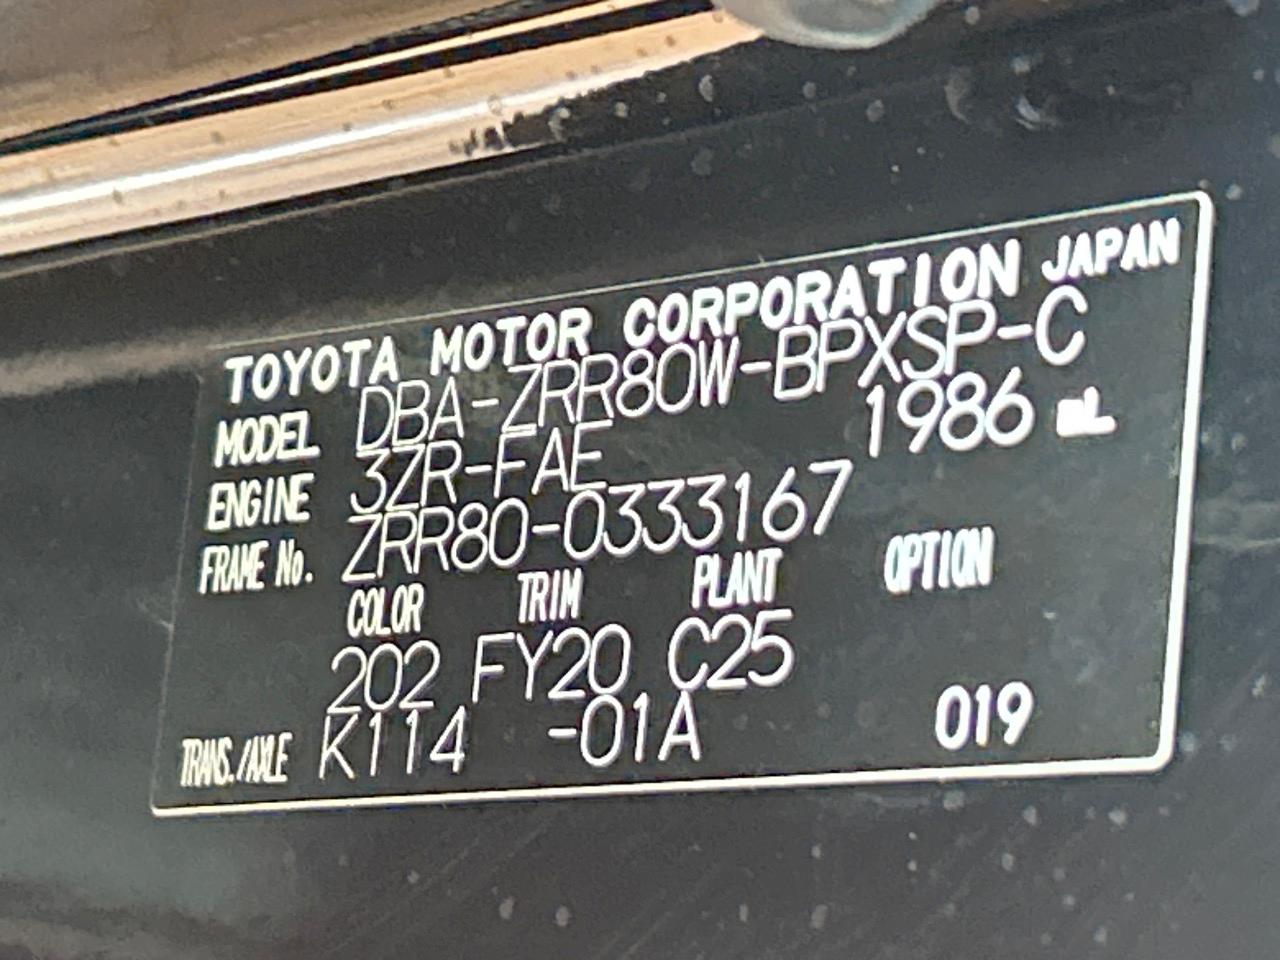 TOYOTA MOTOR CORPORATION JAPAN
MODEL DBA-ZRR80W-BPXSP-C
ENGINE 3ZR-FAE 1986 mL
FRAME No. ZRR80-0333167
COLOR TRIM PLANT OPTION
202 FY20 C25
TRANS./AXLE K114 -01A 019